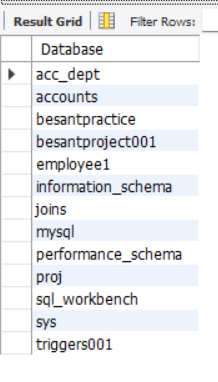 Result Grid Filter Rows:
Database
acc_dept
accounts
besantpractice
besantproject001
employee1
information_schema
joins
mysql
performance_schema
proj
sql_workbench
sys
triggers001